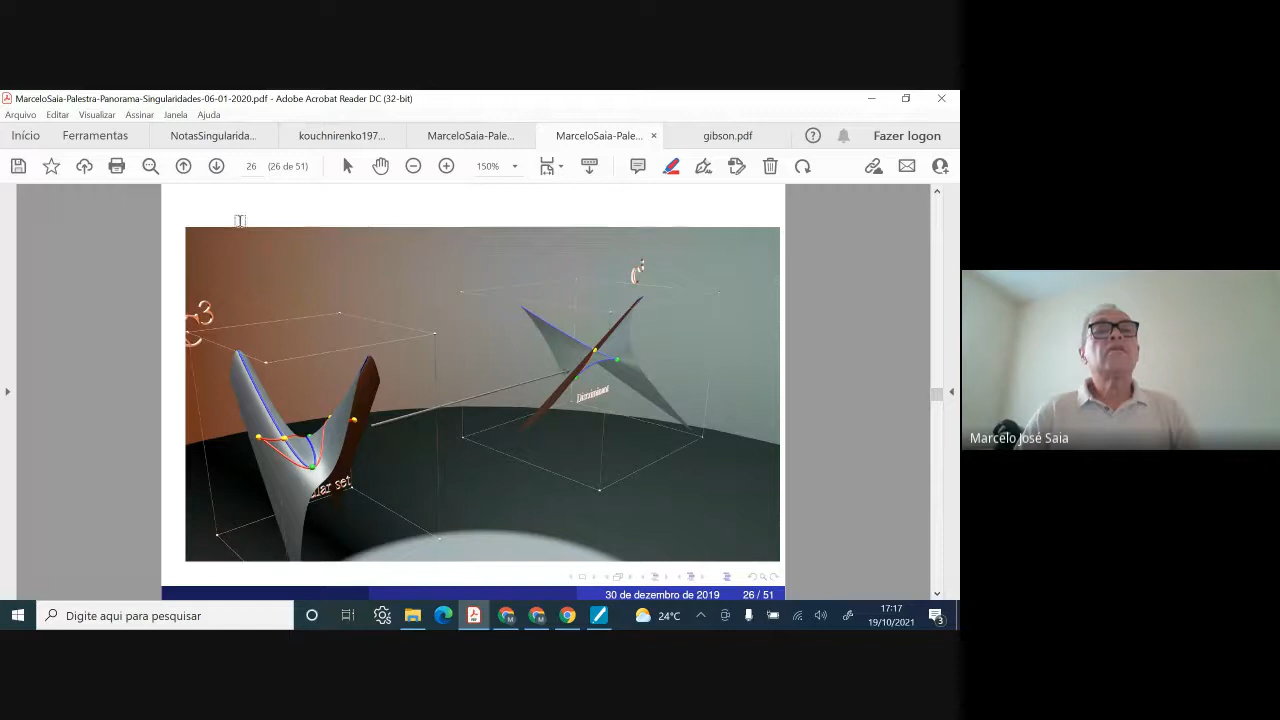 MarceloSaia-Palestra-Panorama-Singularidades-06-01-2020.pdf - Adobe Acrobat Reader DC (32-bit)
Arquivo Editar Visualizar Assinar Janela Ajuda
Início Ferramentas NotasSingularida... kouchnirenko197... MarceloSaia-Pale... MarceloSaia-Pale... × gibson.pdf Fazer logon
26 (26 de 51) 150%
Discriminant
ular set
Marcelo José Saia
30 de dezembro de 2019 26 / 51
Digite aqui para pesquisar 24°C 17:17
19/10/2021 3